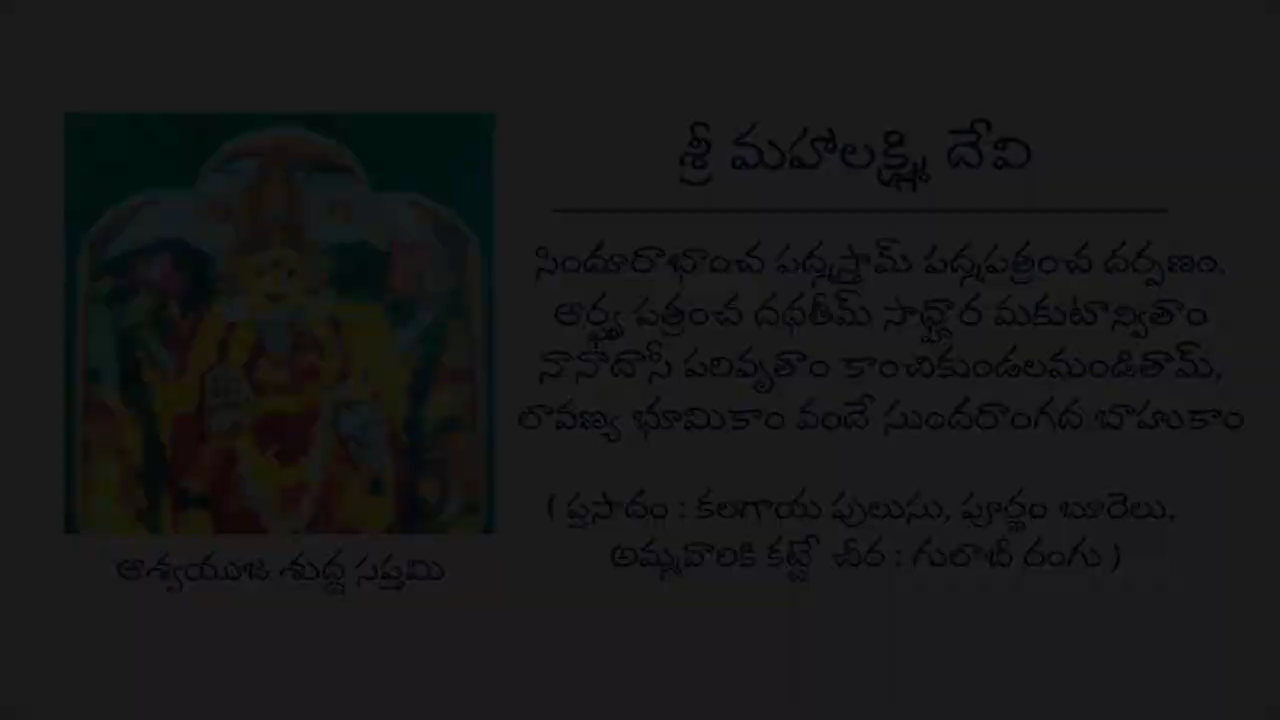 శ్రీ మహాలక్ష్మి దేవి
సిందూరాభాంచ పద్మస్తామ్ పద్మపత్రంచ దర్పణం,
ఆర్ఘ్య పత్రంచ దధతీమ్ సాద్ధార మకుటాన్వితాం
నానాదాసీ పరివృతాం కాంచికుండలమండితామ్,
లావణ్య భూమికాం వందే సుందరాంగద బాహుకాం
( ప్రసాదం : కలగాయ పులుసు, పూర్ణం బూరెలు,
అమ్మవారికి కట్టే చీర : గులాబీ రంగు )
ఆశ్వయుజ శుద్ధ సప్తమి